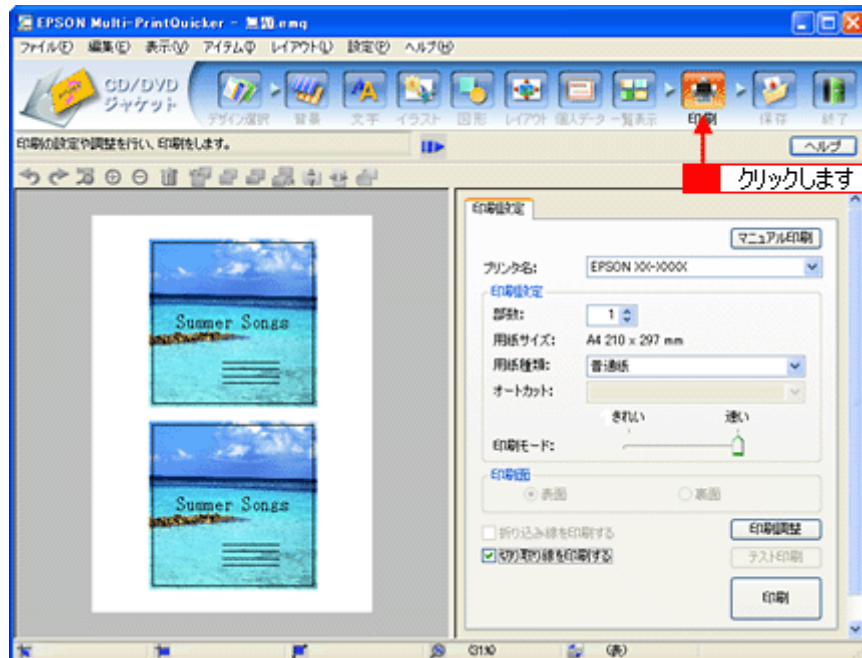 EPSON Multi-PrintQuicker - 無題.emq
ファイル(F) 編集(E) 表示(V) アイテム(I) レイアウト(L) 設定(P) ヘルプ(H)
CD/DVD
ジャケット
デザイン選択 背景 文字 イラスト 図形 レイアウト 個人データ 一覧表示 印刷 保存 終了
印刷の設定や調整を行い、印刷をします。
ヘルプ
クリックします
印刷設定
マニュアル印刷
プリンタ名: EPSON XX-XXXX
印刷設定
部数: 1
用紙サイズ: A4 210 x 297 mm
用紙種類: 普通紙
オートカット:
きれい 速い
印刷モード:
印刷面
表面 裏面
折り込み線を印刷する
印刷調整
切り取り線を印刷する
テスト印刷
印刷
Summer Songs
Summer Songs
(表)